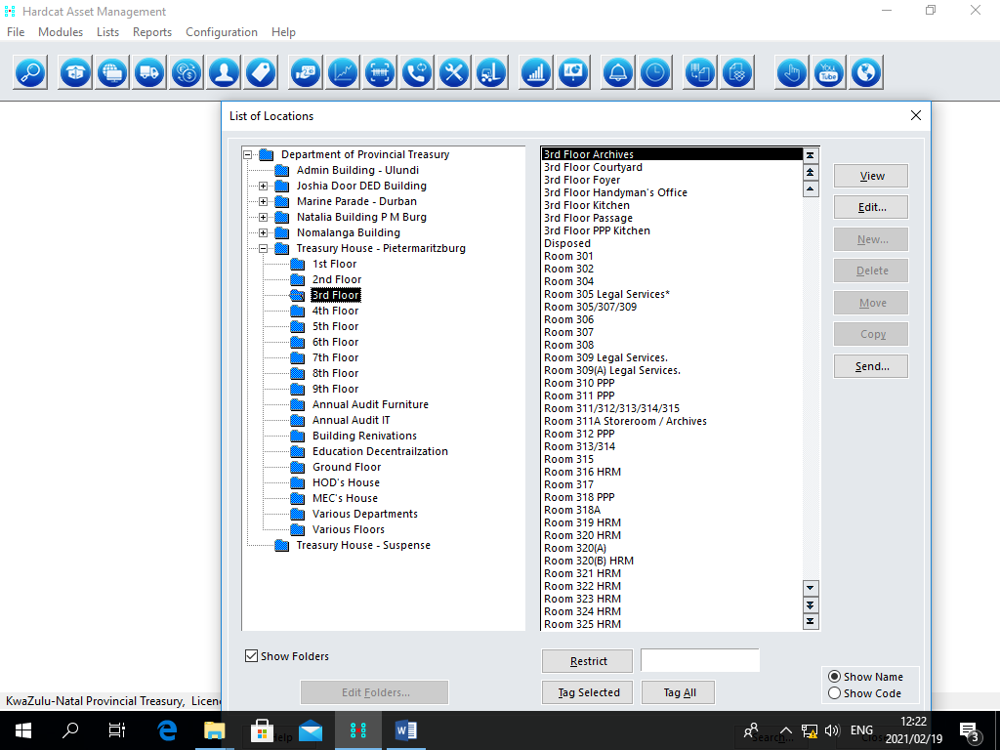 Hardcat Asset Management
File Modules Lists Reports Configuration Help
You Tube
List of Locations
Department of Provincial Treasury
Admin Building - Ulundi
Joshia Door DED Building
Marine Parade - Durban
Natalia Building P M Burg
Nomalanga Building
Treasury House - Pietermaritzburg
1st Floor
2nd Floor
3rd Floor
4th Floor
5th Floor
6th Floor
7th Floor
8th Floor
9th Floor
Annual Audit Furniture
Annual Audit IT
Building Renivations
Education Decentrailzation
Ground Floor
HOD's House
MEC's House
Various Departments
Various Floors
Treasury House - Suspense
3rd Floor Archives
3rd Floor Courtyard
3rd Floor Foyer
3rd Floor Handyman's Office
3rd Floor Kitchen
3rd Floor Passage
3rd Floor PPP Kitchen
Disposed
Room 301
Room 302
Room 304
Room 305 Legal Services*
Room 305/307/309
Room 306
Room 307
Room 308
Room 309 Legal Services.
Room 309(A) Legal Services.
Room 310 PPP
Room 311 PPP
Room 311/312/313/314/315
Room 311A Storeroom / Archives
Room 312 PPP
Room 313/314
Room 315
Room 316 HRM
Room 317
Room 318 PPP
Room 318A
Room 319 HRM
Room 320 HRM
Room 320(A)
Room 320(B) HRM
Room 321 HRM
Room 322 HRM
Room 323 HRM
Room 324 HRM
Room 325 HRM
View
Edit...
New...
Delete
Move
Copy
Send...
Show Folders
Edit Folders...
Restrict
Tag Selected
Tag All
Show Name
Show Code
KwaZulu-Natal Provincial Treasury, Licen
Help
Search...
Close
ENG
12:22
2021/02/19
3